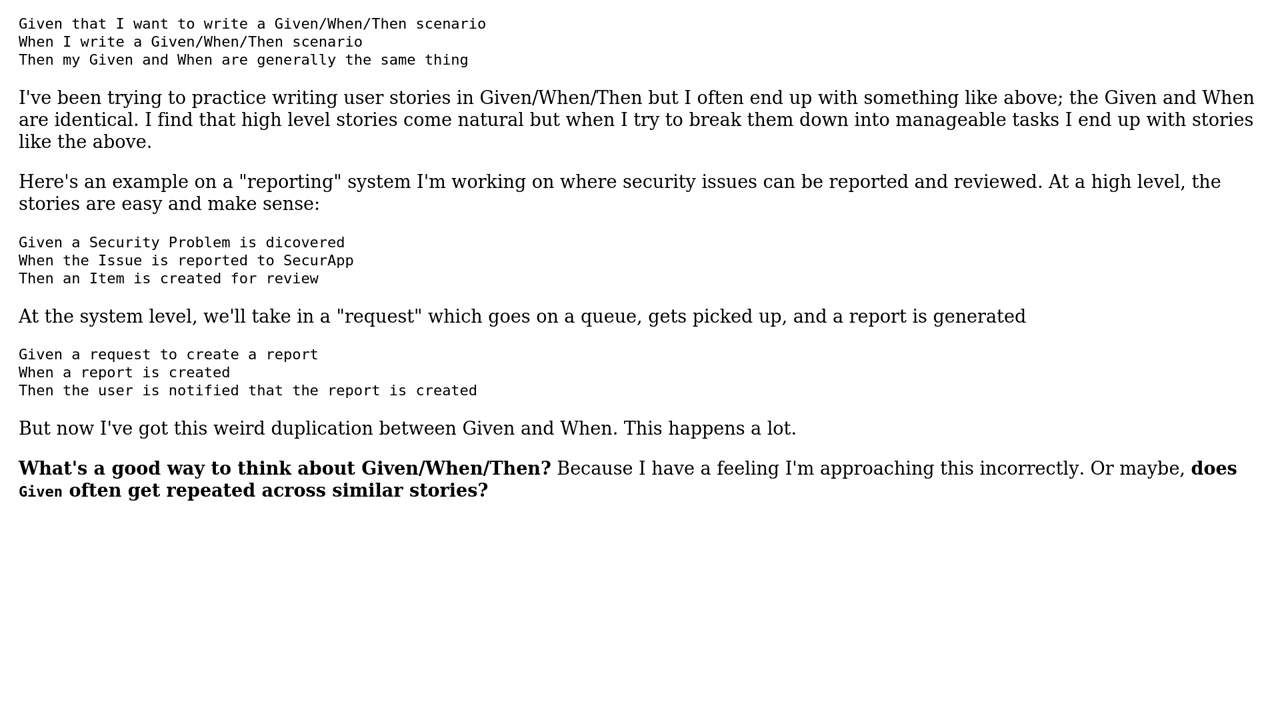 Given that I want to write a Given/When/Then scenario
When I write a Given/When/Then scenario
Then my Given and When are generally the same thing
I've been trying to practice writing user stories in Given/When/Then but I often end up with something like above; the Given and When
are identical. I find that high level stories come natural but when I try to break them down into manageable tasks I end up with stories
like the above.
Here's an example on a "reporting" system I'm working on where security issues can be reported and reviewed. At a high level, the
stories are easy and make sense:
Given a Security Problem is dicovered
When the Issue is reported to SecurApp
Then an Item is created for review
At the system level, we'll take in a "request" which goes on a queue, gets picked up, and a report is generated
Given a request to create a report
When a report is created
Then the user is notified that the report is created
But now I've got this weird duplication between Given and When. This happens a lot.
What's a good way to think about Given/When/Then? Because I have a feeling I'm approaching this incorrectly. Or maybe, does
Given often get repeated across similar stories?